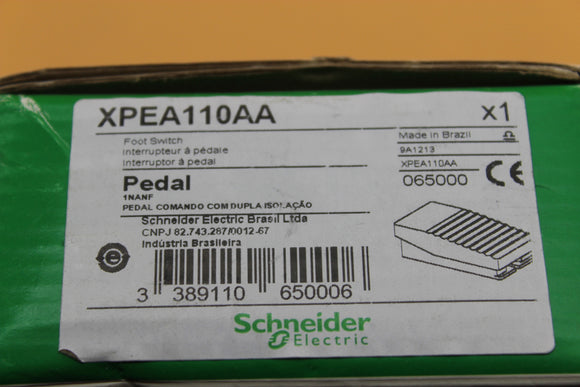 XPEA110AA x1
Foot Switch
Interrupteur à pédale
Interruptor à pedal
Made in Brazil
9A1213
XPEA110AA
065000 CE
Pedal
1NANF
PEDAL COMANDO COM DUPLA ISOLAÇÃO
Schneider Electric Brasil Ltda
CNPJ 82.743.287/0012-67
Indústria Brasileira
e
3 389110 650006
Schneider
Electric